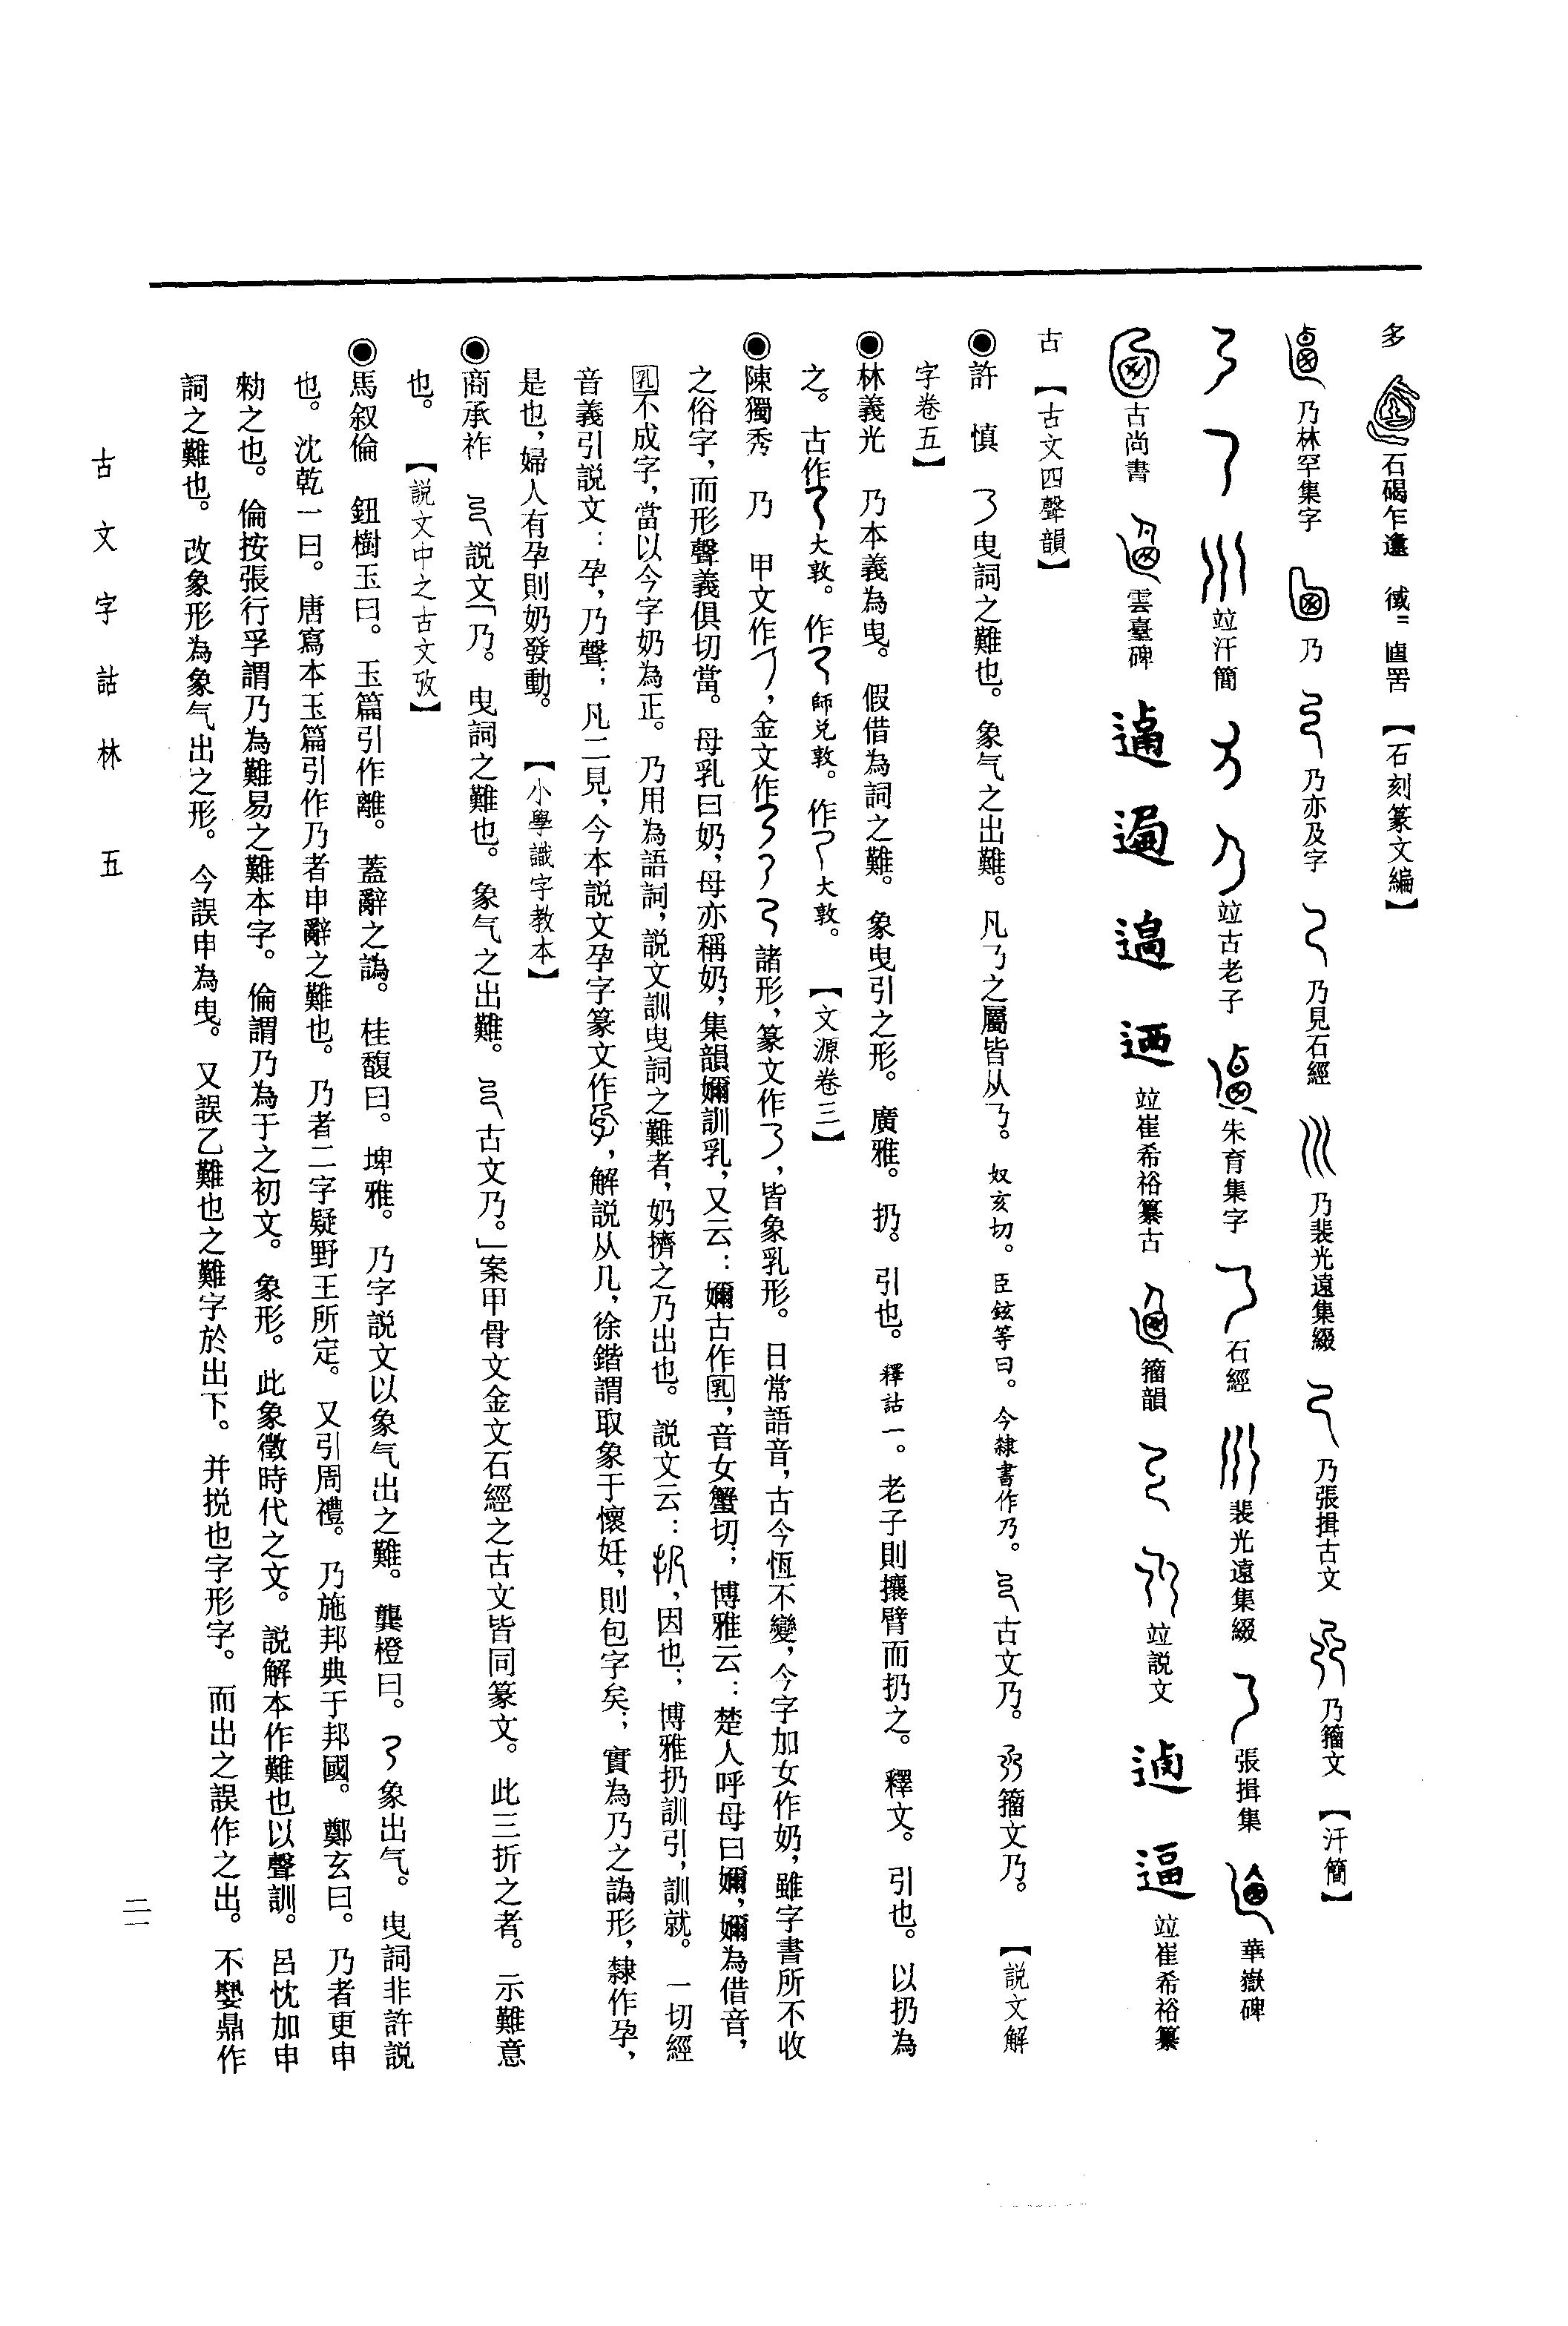 多　石碣乍邍　　【石刻篆文編】
乃林罕集字　乃　乃亦及字　乃見石經　乃裴光遠集綴　乃張揖古文　乃籀文　【汗簡】
竝汗簡　竝古老子　朱育集字　石經　裴光遠集綴　張揖集　華嶽碑
古尚書　雲臺碑　竝崔希裕纂古　籀韻　竝説文　竝崔希裕纂
古　【古文四聲韻】
◉許　慎　曳詞之難也。象气之出難。凡之屬皆从。奴亥切。臣鉉等曰。今隸書作乃。古文乃。籀文乃。　【説文解
字卷五】
◉林義光　乃本義為曳。假借為詞之難。象曳引之形。廣雅。扔。引也。釋詁一。老子則攘臂而扔之。釋文。引也。以扔為
之。古作大敦。作師兑敦。作大敦。　【文源卷三】
◉陳獨秀　乃　甲文作，金文作諸形，篆文作，皆象乳形。日常語音，古今恆不變，今字加女作奶，雖字書所不收
之俗字，而形聲義俱切當。母乳曰奶，母亦稱奶，集韻嬭訓乳，又云：嬭古作乳，音女蟹切；博雅云：楚人呼母曰嬭，嬭為借音，
乳不成字，當以今字奶為正。乃用為語詞，説文訓曳詞之難者，奶擠之乃出也。説文云：，因也；博雅扔訓引，訓就。一切經
音義引説文：孕，乃聲；凡二見，今本説文孕字篆文作，解説从几，徐鍇謂取象于懷妊，則包字矣；實為乃之譌形，隸作孕，
是也，婦人有孕則奶發動。　【小學識字教本】
◉商承祚　説文「乃。曳詞之難也。象气之出難。古文乃。」案甲骨文金文石經之古文皆同篆文。此三折之者。示難意
也。　【説文中之古文攷】
◉馬叙倫　鈕樹玉曰。玉篇引作離。蓋辭之譌。桂馥曰。埤雅。乃字説文以象气出之難。龔橙曰。象出气。曳詞非許説
也。沈乾一曰。唐寫本玉篇引作乃者申辭之難也。乃者二字疑野王所定。又引周禮。乃施邦典于邦國。鄭玄曰。乃者更申
勑之也。倫按張行孚謂乃為難易之難本字。倫謂乃為于之初文。象形。此象徵時代之文。説解本作難也以聲訓。呂忱加申
詞之難也。改象形為象气出之形。今誤申為曳。又誤乙難也之難字於出下。并挩也字形字。而出之誤作之出。不𡠗鼎作
古文字詁林　五
二一